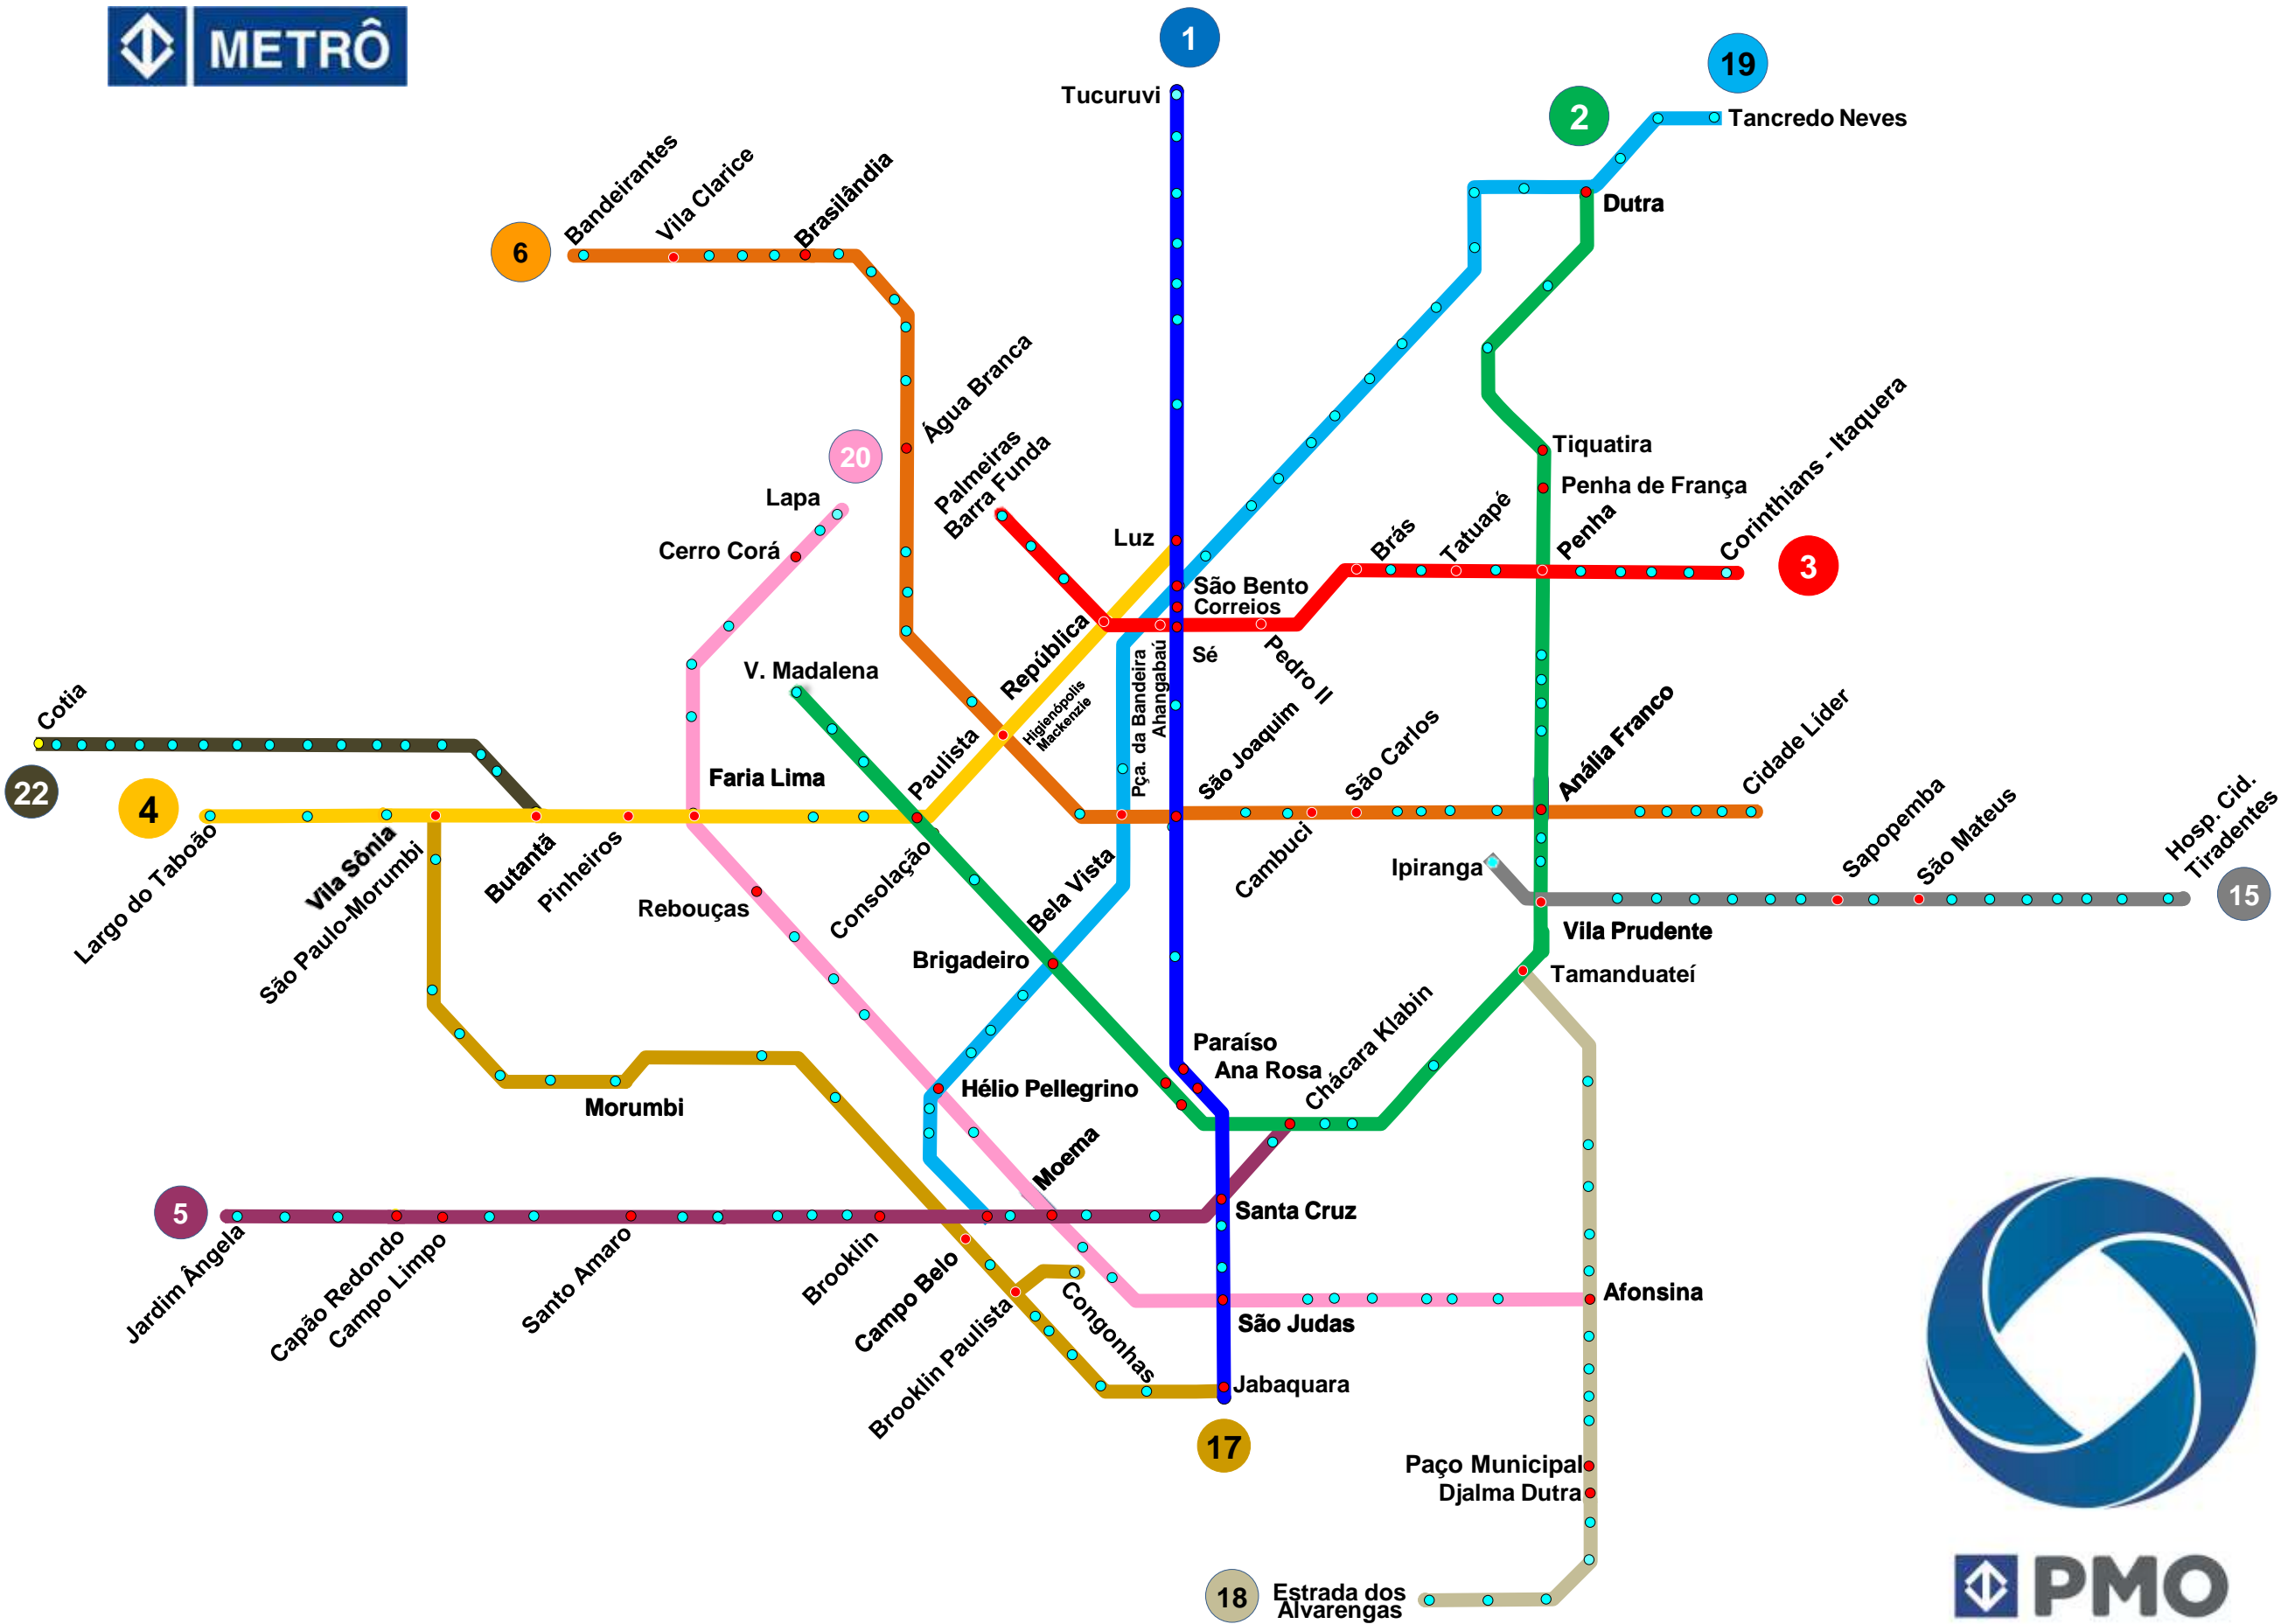 METRÔ
1
19
Tucuruvi
2
Tancredo Neves
Bandeirantes
Vila Clarice
Brasilândia
Dutra
6
Água Branca
20
Palmeiras
Barra Funda
Tiquatira
Corinthians - Itaquera
Lapa
Penha de França
Cerro Corá
Luz
Brás
Tatuapé
Penha
3
São Bento
Correios
República
Sé
Pedro II
V. Madalena
Higienópolis
Mackenzie
Pça. da Bandeira
Ahangabaú
Cotia
Paulista
São Joaquim
São Carlos
Anália Franco
Cidade Líder
Faria Lima
22
4
Largo do Taboão
Vila Sônia
São Paulo-Morumbi
Butantã
Pinheiros
Consolação
Bela Vista
Cambuci
Ipiranga
Sapopemba
São Mateus
Hosp. Cid.
Tiradentes
15
Rebouças
Vila Prudente
Brigadeiro
Tamanduateí
Chácara Klabin
Paraíso
Ana Rosa
Hélio Pellegrino
Morumbi
Moema
5
Santa Cruz
Jardim Ângela
Capão Redondo
Campo Limpo
Santo Amaro
Brooklin
Campo Belo
Brooklin Paulista
Congonhas
Afonsina
São Judas
Jabaquara
17
Paço Municipal
Djalma Dutra
18
Estrada dos
Alvarengas
PMO